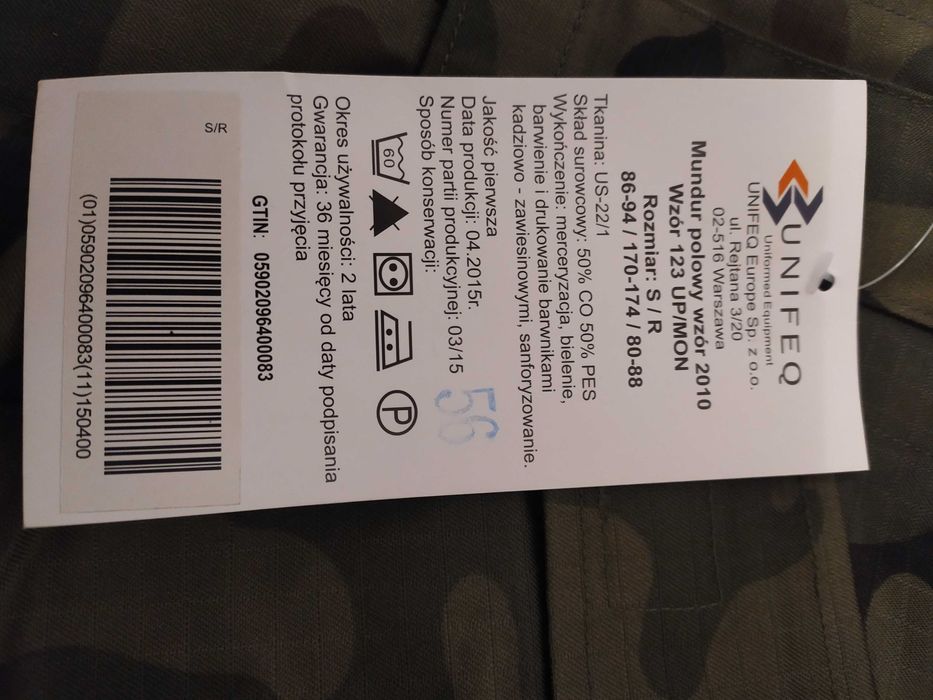 UNIFEQ
Uniformed Equipment
UNIFEQ Europe Sp. z o.o.
ul. Rejtana 3/20
02-516 Warszawa
Mundur polowy wzór 2010
Wzór 123 UP/MON
Rozmiar: S / R
86-94 / 170-174 / 80-88
Tkanina: US-22/1
Skład surowcowy: 50% CO 50% PES
Wykończenie: merceryzacja, bielenie,
barwienie i drukowanie barwnikami
kadziowo - zawiesinowymi, sanforyzowanie.
Jakość pierwsza
Data produkcji: 04.2015r.
Numer partii produkcyjnej: 03/15
Sposób konserwacji:
56
60
P
Okres używalności: 2 lata
Gwarancja: 36 miesięcy od daty podpisania
protokołu przyjęcia
GTIN: 05902096400083
S/R
(01)05902096400083(11)150400